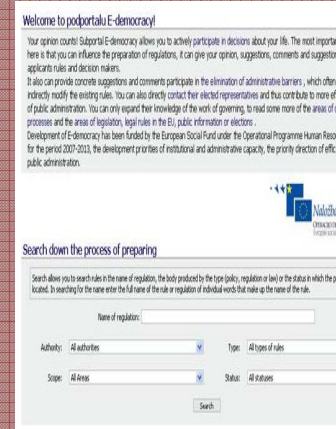 Welcome to podportalu E-democracy!
Your opinion counts! Subportal E-democracy allows you to actively participate in decisions about your life. The most importa
here is that you can influence the preparation of regulations, it can give your opinion, suggestions, comments and suggestion
applicants rules and decision makers.
It also can provide concrete suggestions and comments participate in the elimination of administrative barriers , which often
indirectly modify the existing rules. You can also directly contact their elected representatives and thus contribute to more ef
of public administration. You can only expand their knowledge of the work of governing, to read some more of the areas of
processes and the areas of legislation, legal rules in the EU, public information or elections .
Development of E-democracy has been funded by the European Social Fund under the Operational Programme Human Resou
for the period 2007-2013, the development priorities of institutional and administrative capacity, the priority direction of effic
public administration.
Naložbe
Search down the process of preparing
Search allows you to search rules in the name of regulation, the body produced by the type (policy, regulation or law) or the status in which the p
located. In searching for the name enter the full name of the rule or regulation of individual words that make up the name of the rule.
Name of regulation:
Authority: All authorities Type: All types of rules
Scope: All Areas Status: All statuses
Search